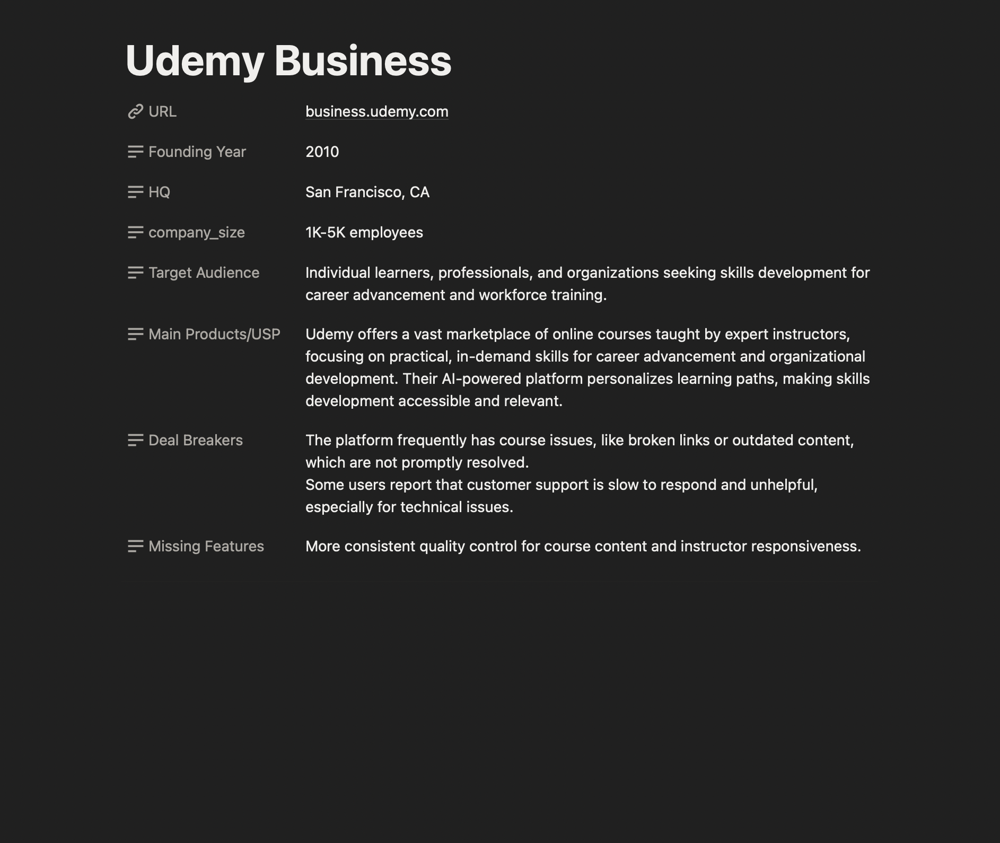 Udemy Business
URL business.udemy.com
Founding Year 2010
HQ San Francisco, CA
company_size 1K-5K employees
Target Audience Individual learners, professionals, and organizations seeking skills development for
career advancement and workforce training.
Main Products/USP Udemy offers a vast marketplace of online courses taught by expert instructors,
focusing on practical, in-demand skills for career advancement and organizational
development. Their AI-powered platform personalizes learning paths, making skills
development accessible and relevant.
Deal Breakers The platform frequently has course issues, like broken links or outdated content,
which are not promptly resolved.
Some users report that customer support is slow to respond and unhelpful,
especially for technical issues.
Missing Features More consistent quality control for course content and instructor responsiveness.